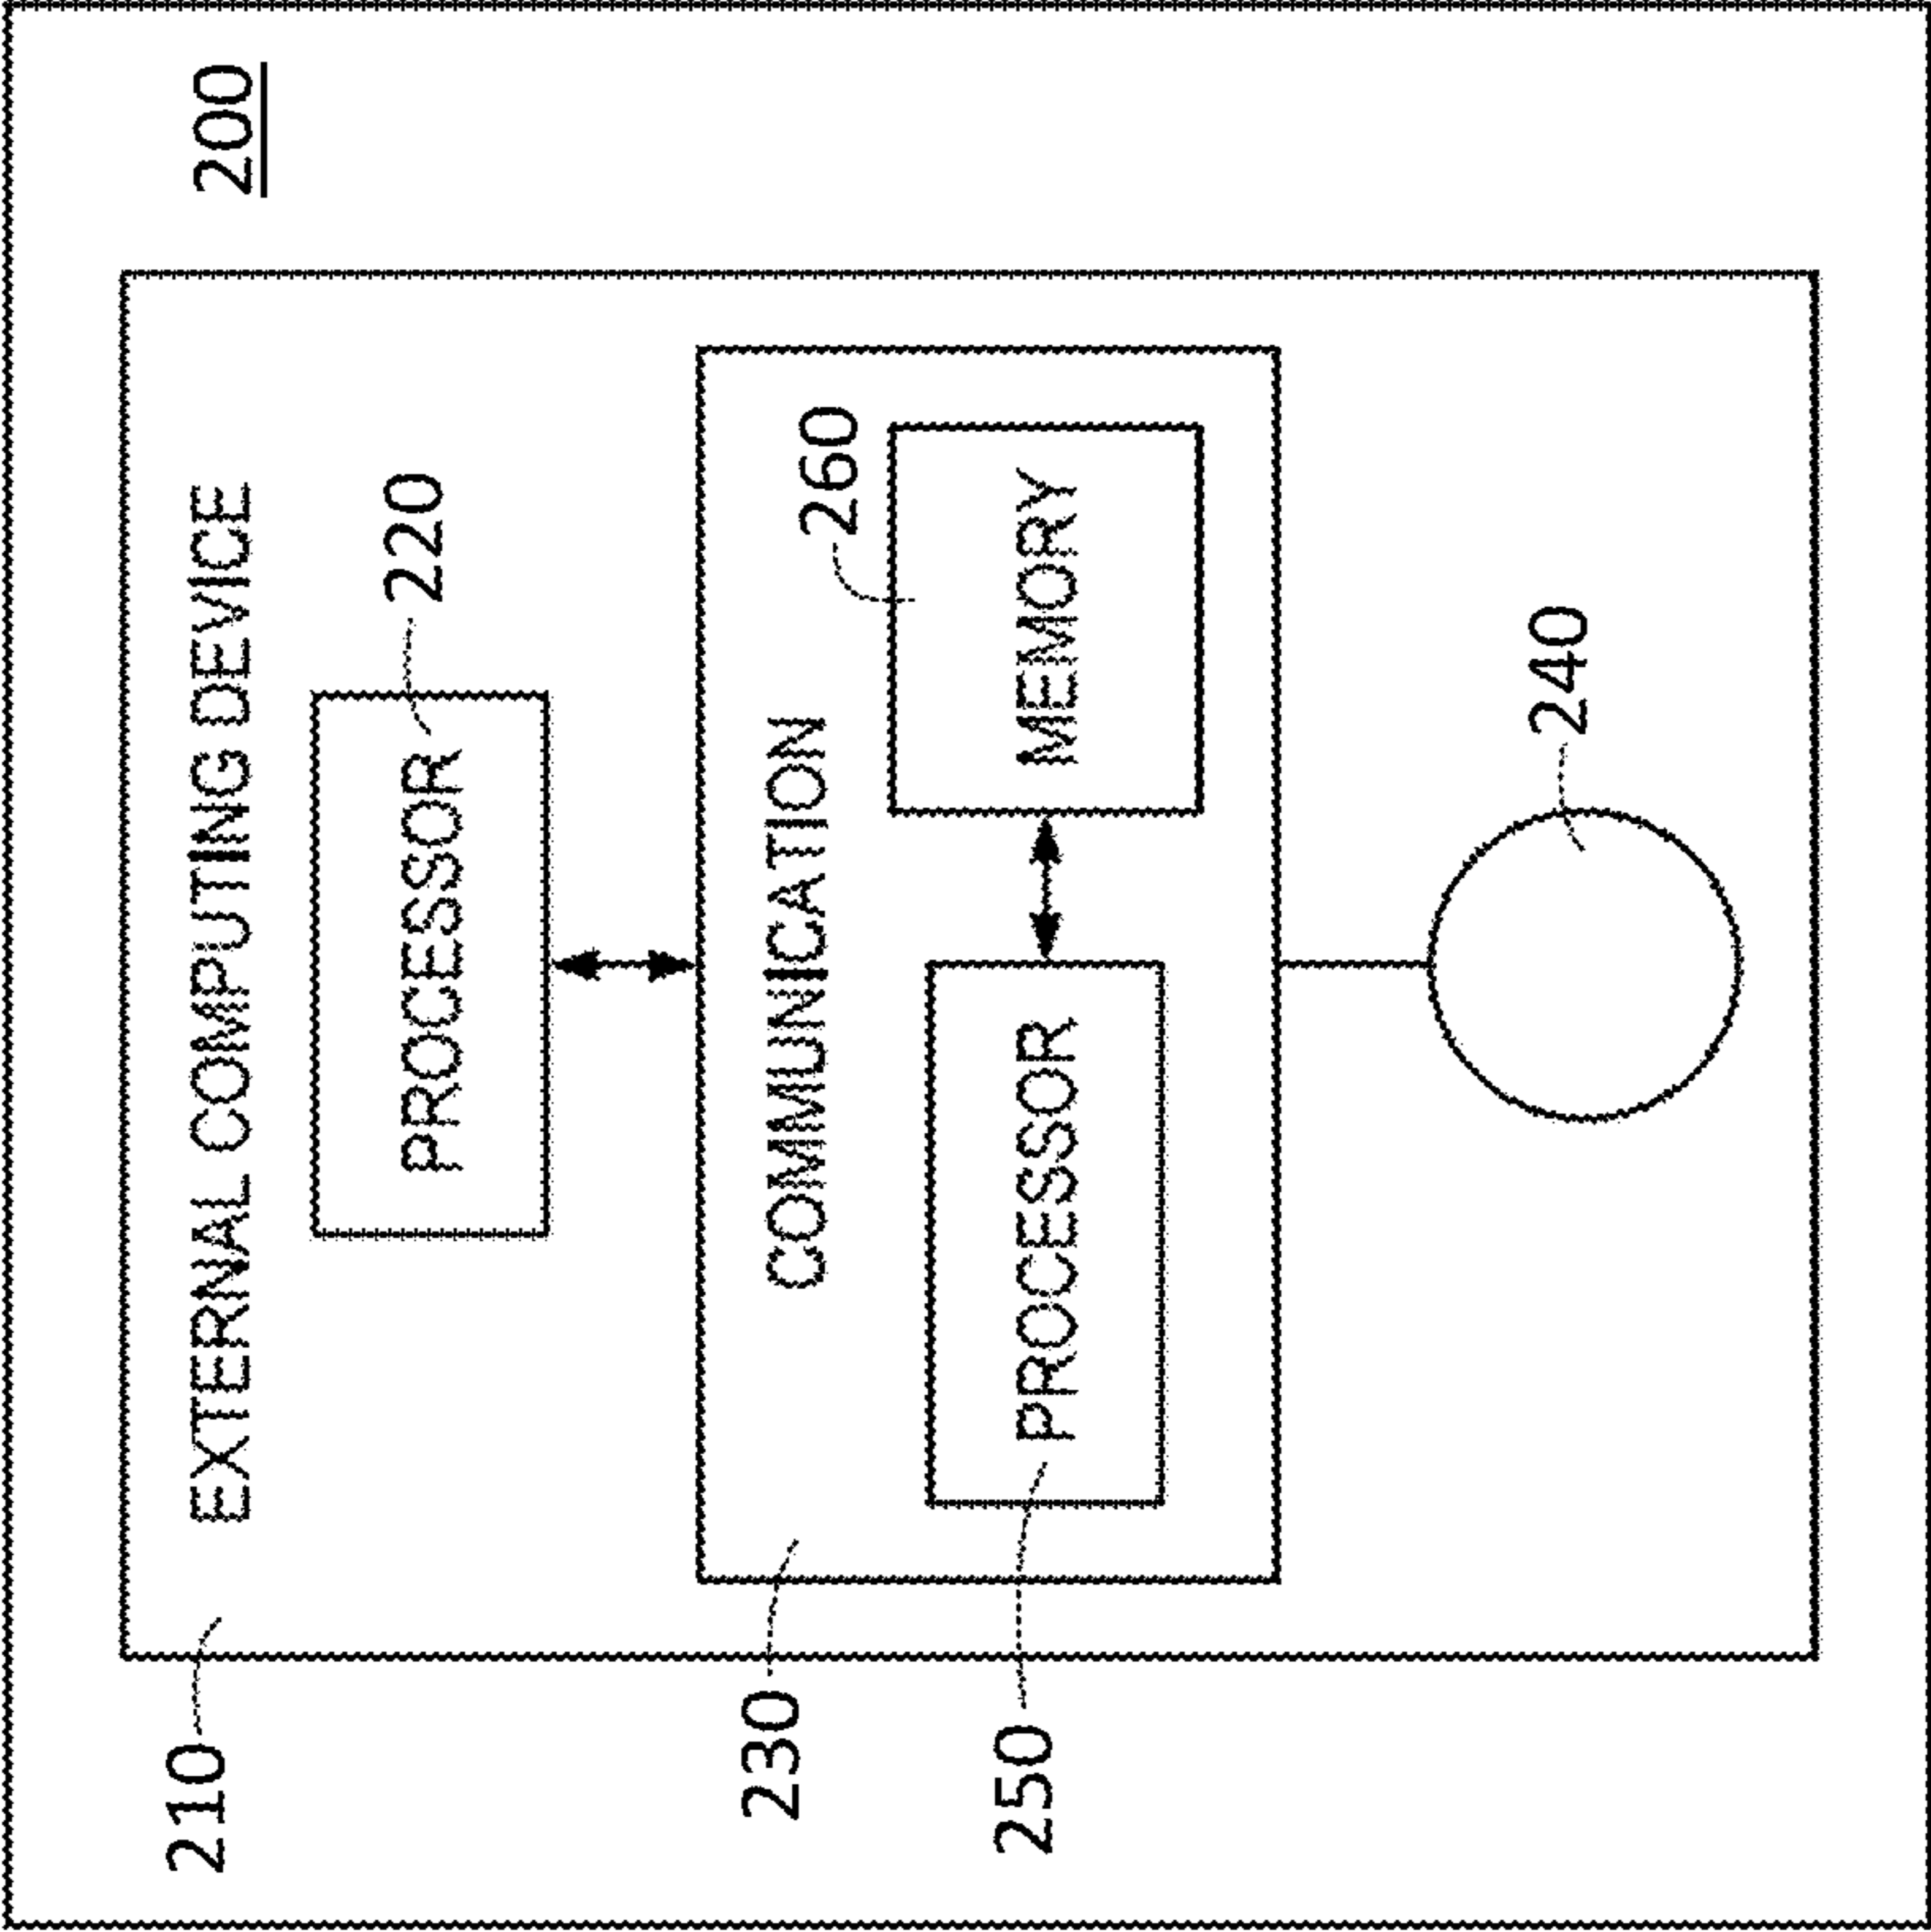 200
210
EXTERNAL COMPUTING DEVICE
220
PROCESSOR
230
COMMUNICATION
260
250
PROCESSOR
MEMORY
240